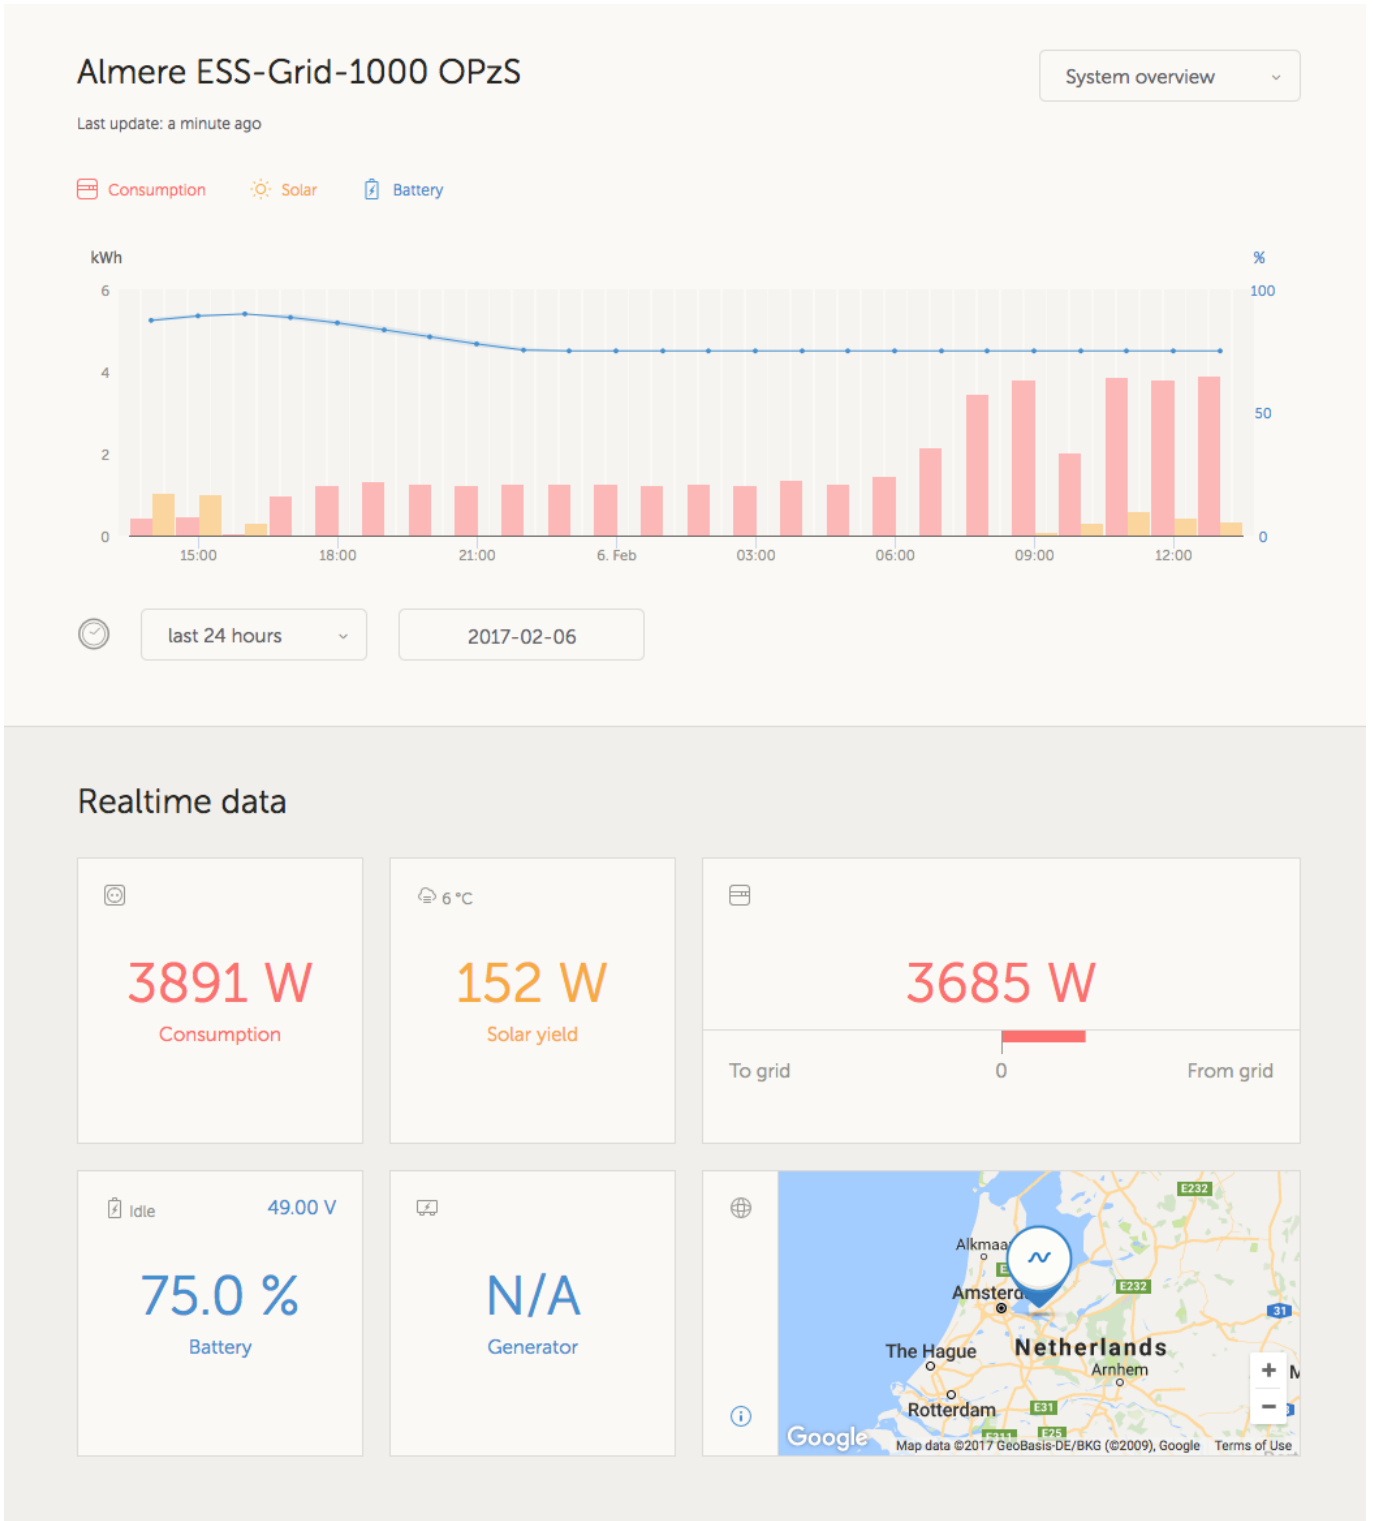 Almere ESS-Grid-1000 OPzS
System overview
Last update: a minute ago
Consumption Solar Battery
kWh %
6 100
4
50
2
0 0
15:00 18:00 21:00 6. Feb 03:00 06:00 09:00 12:00
last 24 hours 2017-02-06
Realtime data
6 °C
3891 W
Consumption
152 W
Solar yield
3685 W
To grid 0 From grid
Idle 49.00 V
75.0 %
Battery
N/A
Generator
E232
Alkmaa
E232
Amsterd
31
The Hague
Netherlands
Arnhem
Rotterdam
E31
E311
E25
+
−
Google
Map data ©2017 GeoBasis-DE/BKG (©2009), Google Terms of Use